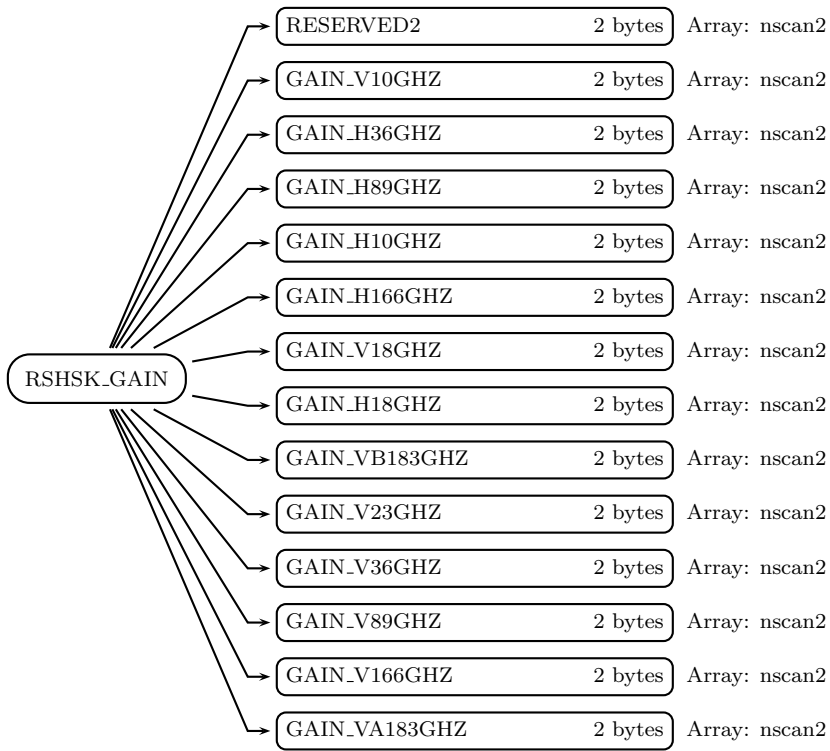 RESERVED2 2 bytes Array: nscan2
GAIN_V10GHZ 2 bytes Array: nscan2
GAIN_H36GHZ 2 bytes Array: nscan2
GAIN_H89GHZ 2 bytes Array: nscan2
GAIN_H10GHZ 2 bytes Array: nscan2
GAIN_H166GHZ 2 bytes Array: nscan2
GAIN_V18GHZ 2 bytes Array: nscan2
RSHSK_GAIN
GAIN_H18GHZ 2 bytes Array: nscan2
GAIN_VB183GHZ 2 bytes Array: nscan2
GAIN_V23GHZ 2 bytes Array: nscan2
GAIN_V36GHZ 2 bytes Array: nscan2
GAIN_V89GHZ 2 bytes Array: nscan2
GAIN_V166GHZ 2 bytes Array: nscan2
GAIN_VA183GHZ 2 bytes Array: nscan2